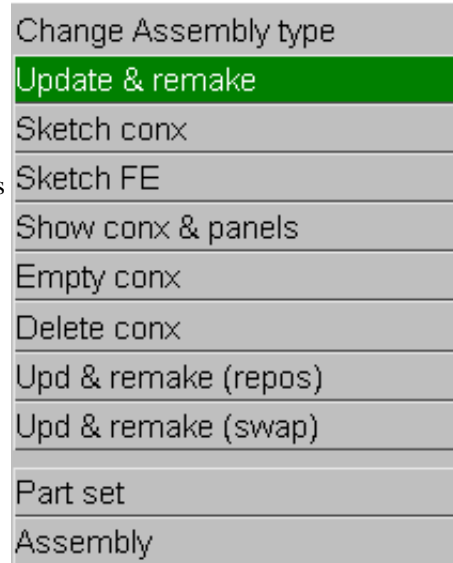 Change Assembly type
Update & remake
Sketch conx
s Sketch FE
Show conx & panels
Empty conx
Delete conx
Upd & remake (repos)
Upd & remake (swap)
Part set
Assembly